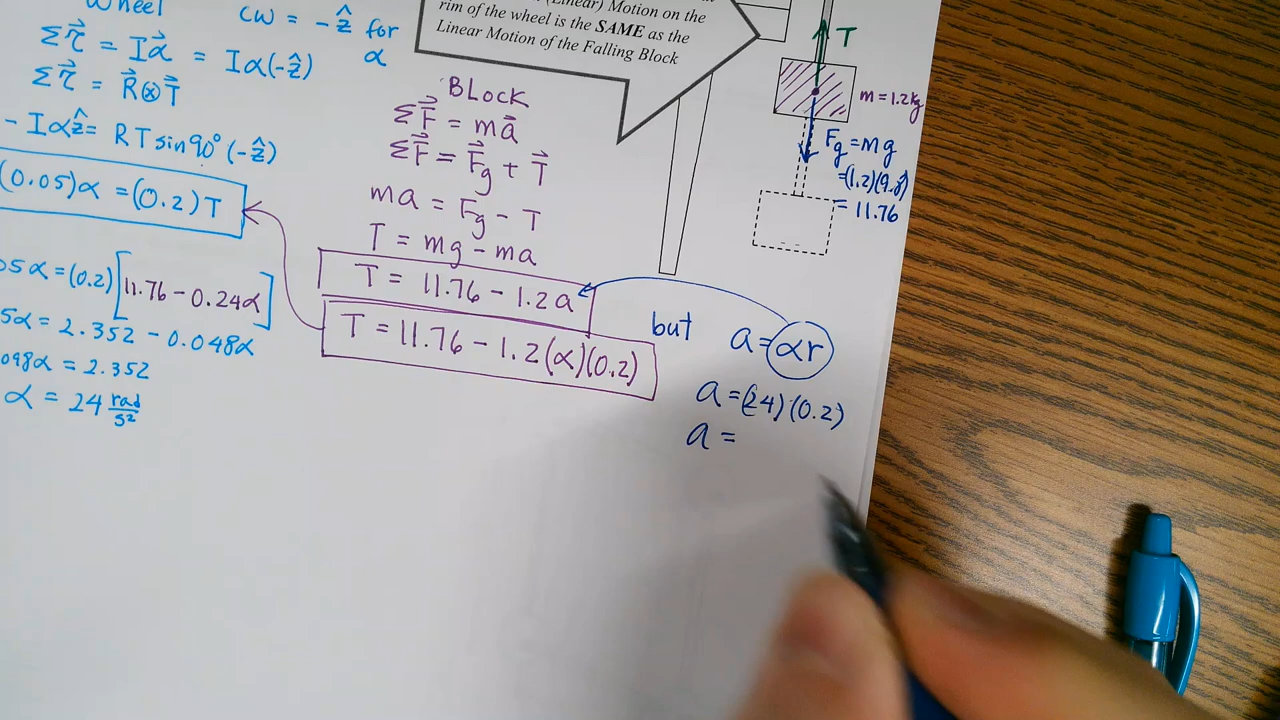 Wheel
CW = -ẑ for α
Στ⃗ = Iα⃗ = Iα(-ẑ)
Στ⃗ = R⃗⊗T⃗
- Iαẑ = RT sin90° (-ẑ)
(0.05)α = (0.2)T
05α = (0.2)[11.76 - 0.24α]
5α = 2.352 - 0.048α
098α = 2.352
α = 24 rad/s²
(Linear) Motion on the
rim of the wheel is the SAME as the
Linear Motion of the Falling Block
BLOCK
ΣF⃗ = ma⃗
ΣF⃗ = F⃗g + T⃗
ma = Fg - T
T = mg - ma
T = 11.76 - 1.2a
T = 11.76 - 1.2(α)(0.2)
but a = αr
a = (24)(0.2)
a =
T
m = 1.2kg
Fg = mg
= (1.2)(9.8)
= 11.76